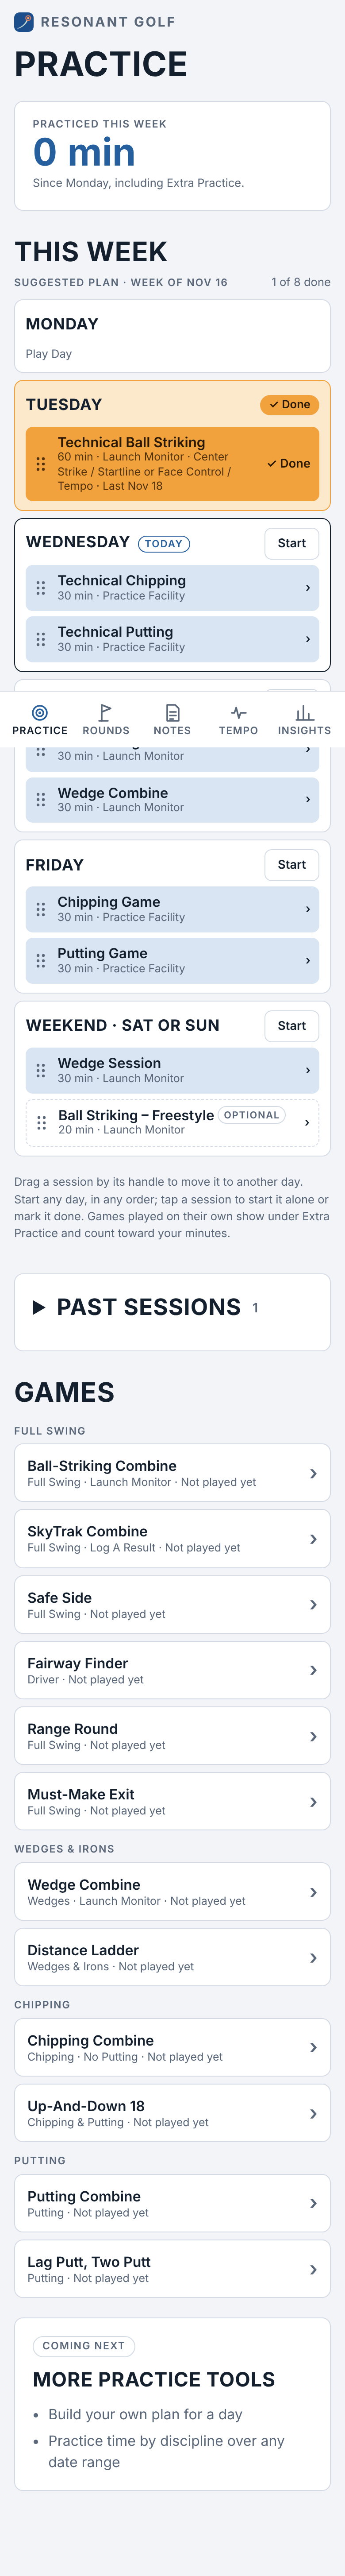 RESONANT GOLF
PRACTICE
PRACTICED THIS WEEK
0 min
Since Monday, including Extra Practice.
THIS WEEK
SUGGESTED PLAN · WEEK OF NOV 16
1 of 8 done
MONDAY
Play Day
TUESDAY
✓ Done
Technical Ball Striking
60 min · Launch Monitor · Center
Strike / Startline or Face Control /
Tempo · Last Nov 18
✓ Done
WEDNESDAY
TODAY
Start
Technical Chipping
30 min · Practice Facility
›
Technical Putting
30 min · Practice Facility
›
PRACTICE
ROUNDS
NOTES
TEMPO
INSIGHTS
30 min · Launch Monitor
Wedge Combine
30 min · Launch Monitor
›
FRIDAY
Start
Chipping Game
30 min · Practice Facility
›
Putting Game
30 min · Practice Facility
›
WEEKEND · SAT OR SUN
Start
Wedge Session
30 min · Launch Monitor
›
Ball Striking – Freestyle
OPTIONAL
20 min · Launch Monitor
›
Drag a session by its handle to move it to another day.
Start any day, in any order; tap a session to start it alone or
mark it done. Games played on their own show under Extra
Practice and count toward your minutes.
▶ PAST SESSIONS 1
GAMES
FULL SWING
Ball-Striking Combine
Full Swing · Launch Monitor · Not played yet
›
SkyTrak Combine
Full Swing · Log A Result · Not played yet
›
Safe Side
Full Swing · Not played yet
›
Fairway Finder
Driver · Not played yet
›
Range Round
Full Swing · Not played yet
›
Must-Make Exit
Full Swing · Not played yet
›
WEDGES & IRONS
Wedge Combine
Wedges · Launch Monitor · Not played yet
›
Distance Ladder
Wedges & Irons · Not played yet
›
CHIPPING
Chipping Combine
Chipping · No Putting · Not played yet
›
Up-And-Down 18
Chipping & Putting · Not played yet
›
PUTTING
Putting Combine
Putting · Not played yet
›
Lag Putt, Two Putt
Putting · Not played yet
›
COMING NEXT
MORE PRACTICE TOOLS
• Build your own plan for a day
• Practice time by discipline over any
date range